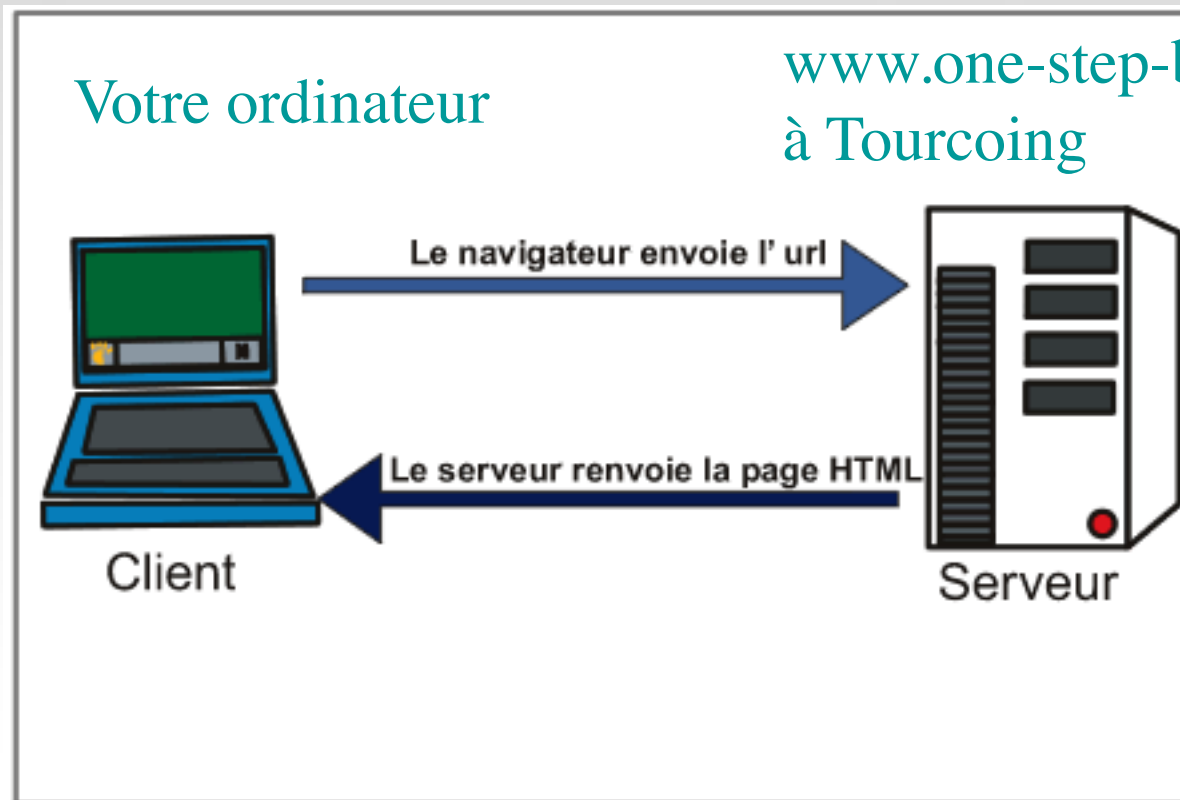 Votre ordinateur
www.one-step-b
à Tourcoing
Le navigateur envoie l' url
Le serveur renvoie la page HTML
Client
Serveur